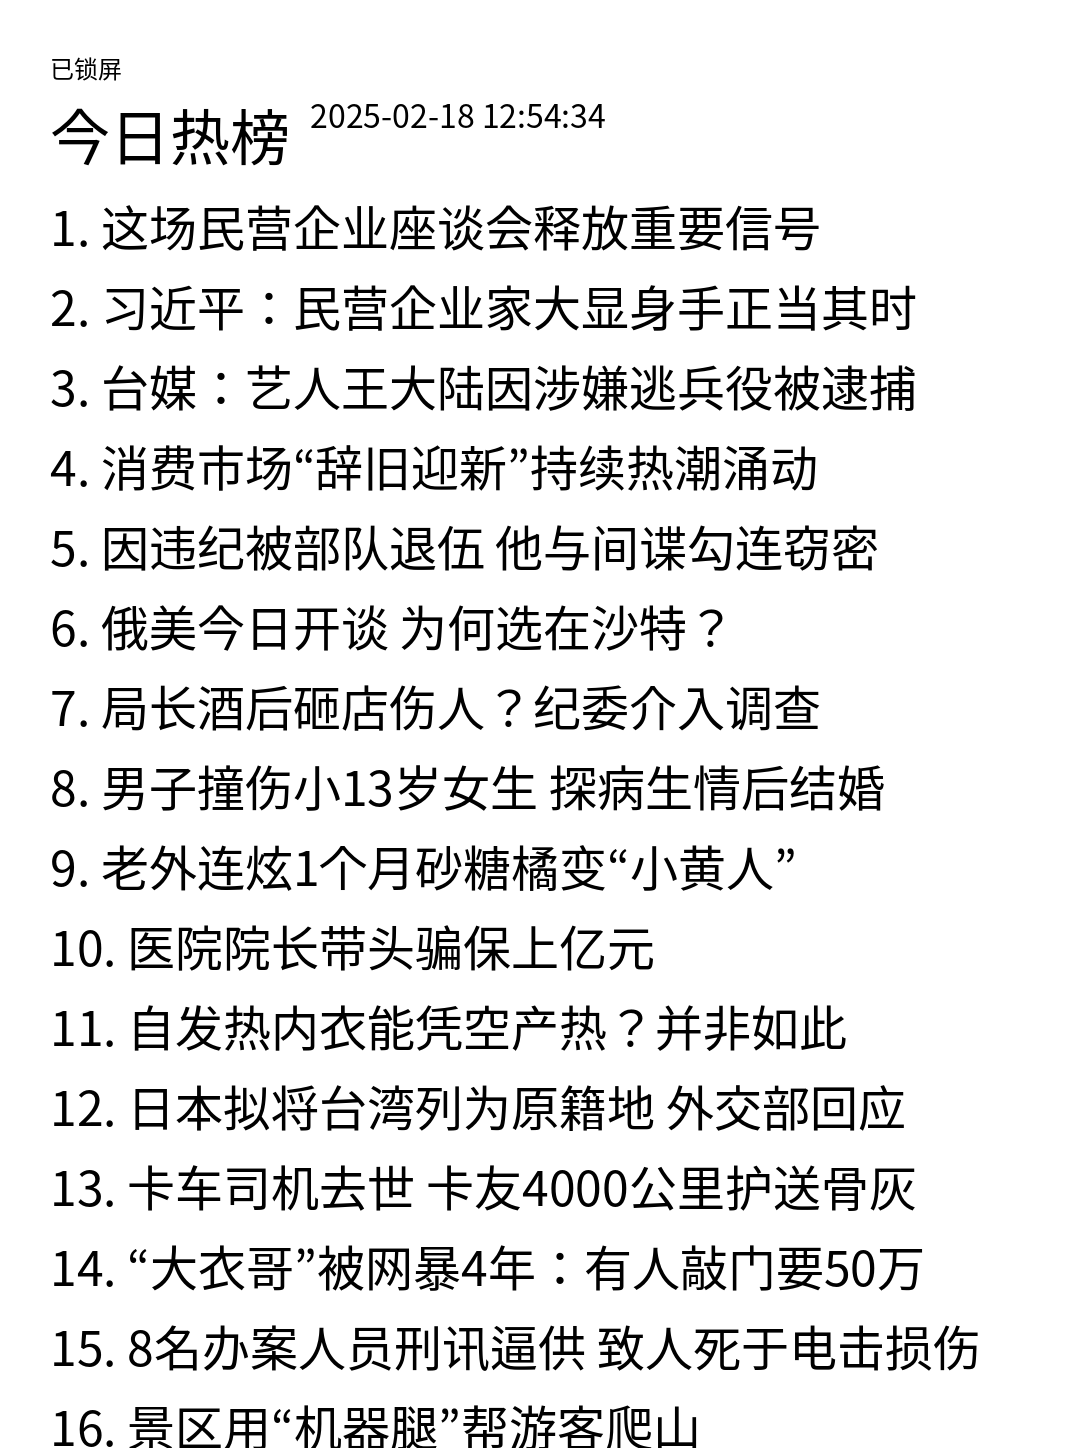 已锁屏
今日热榜 2025-02-18 12:54:34
1. 这场民营企业座谈会释放重要信号
2. 习近平：民营企业家大显身手正当其时
3. 台媒：艺人王大陆因涉嫌逃兵役被逮捕
4. 消费市场“辞旧迎新”持续热潮涌动
5. 因违纪被部队退伍 他与间谍勾连窃密
6. 俄美今日开谈 为何选在沙特？
7. 局长酒后砸店伤人？纪委介入调查
8. 男子撞伤小13岁女生 探病生情后结婚
9. 老外连炫1个月砂糖橘变“小黄人”
10. 医院院长带头骗保上亿元
11. 自发热内衣能凭空产热？并非如此
12. 日本拟将台湾列为原籍地 外交部回应
13. 卡车司机去世 卡友4000公里护送骨灰
14. “大衣哥”被网暴4年：有人敲门要50万
15. 8名办案人员刑讯逼供 致人死于电击损伤
16. 景区用“机器腿”帮游客爬山